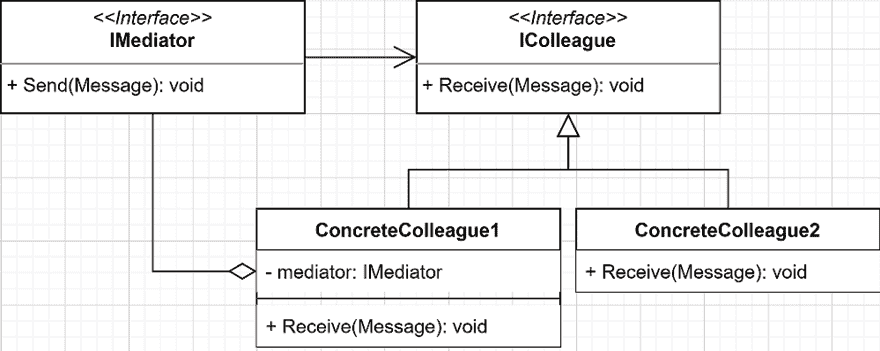 <<Interface>>
IMediator
+ Send(Message): void
<<Interface>>
IColleague
+ Receive(Message): void
ConcreteColleague1
- mediator: IMediator
+ Receive(Message): void
ConcreteColleague2
+ Receive(Message): void